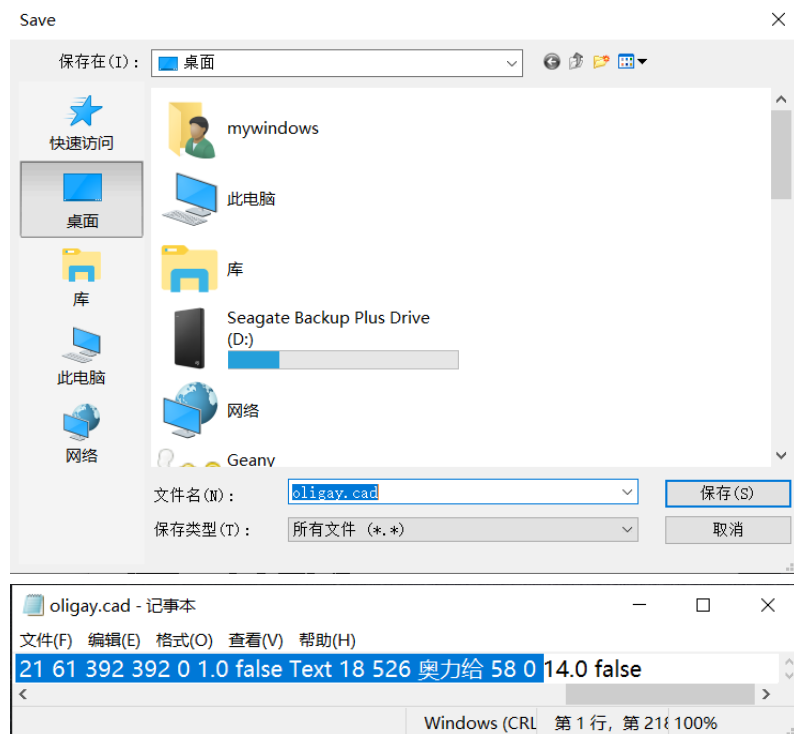 Save
保存在(I):
桌面
快速访问
桌面
库
此电脑
网络
mywindows
此电脑
库
Seagate Backup Plus Drive
(D:)
网络
Geany
文件名(N):
oligay.cad
保存(S)
保存类型(T):
所有文件 (*.*)
取消
oligay.cad - 记事本
文件(F) 编辑(E) 格式(O) 查看(V) 帮助(H)
21 61 392 392 0 1.0 false Text 18 526 奥力给 58 0 14.0 false
Windows (CRL
第 1 行，第 218
100%